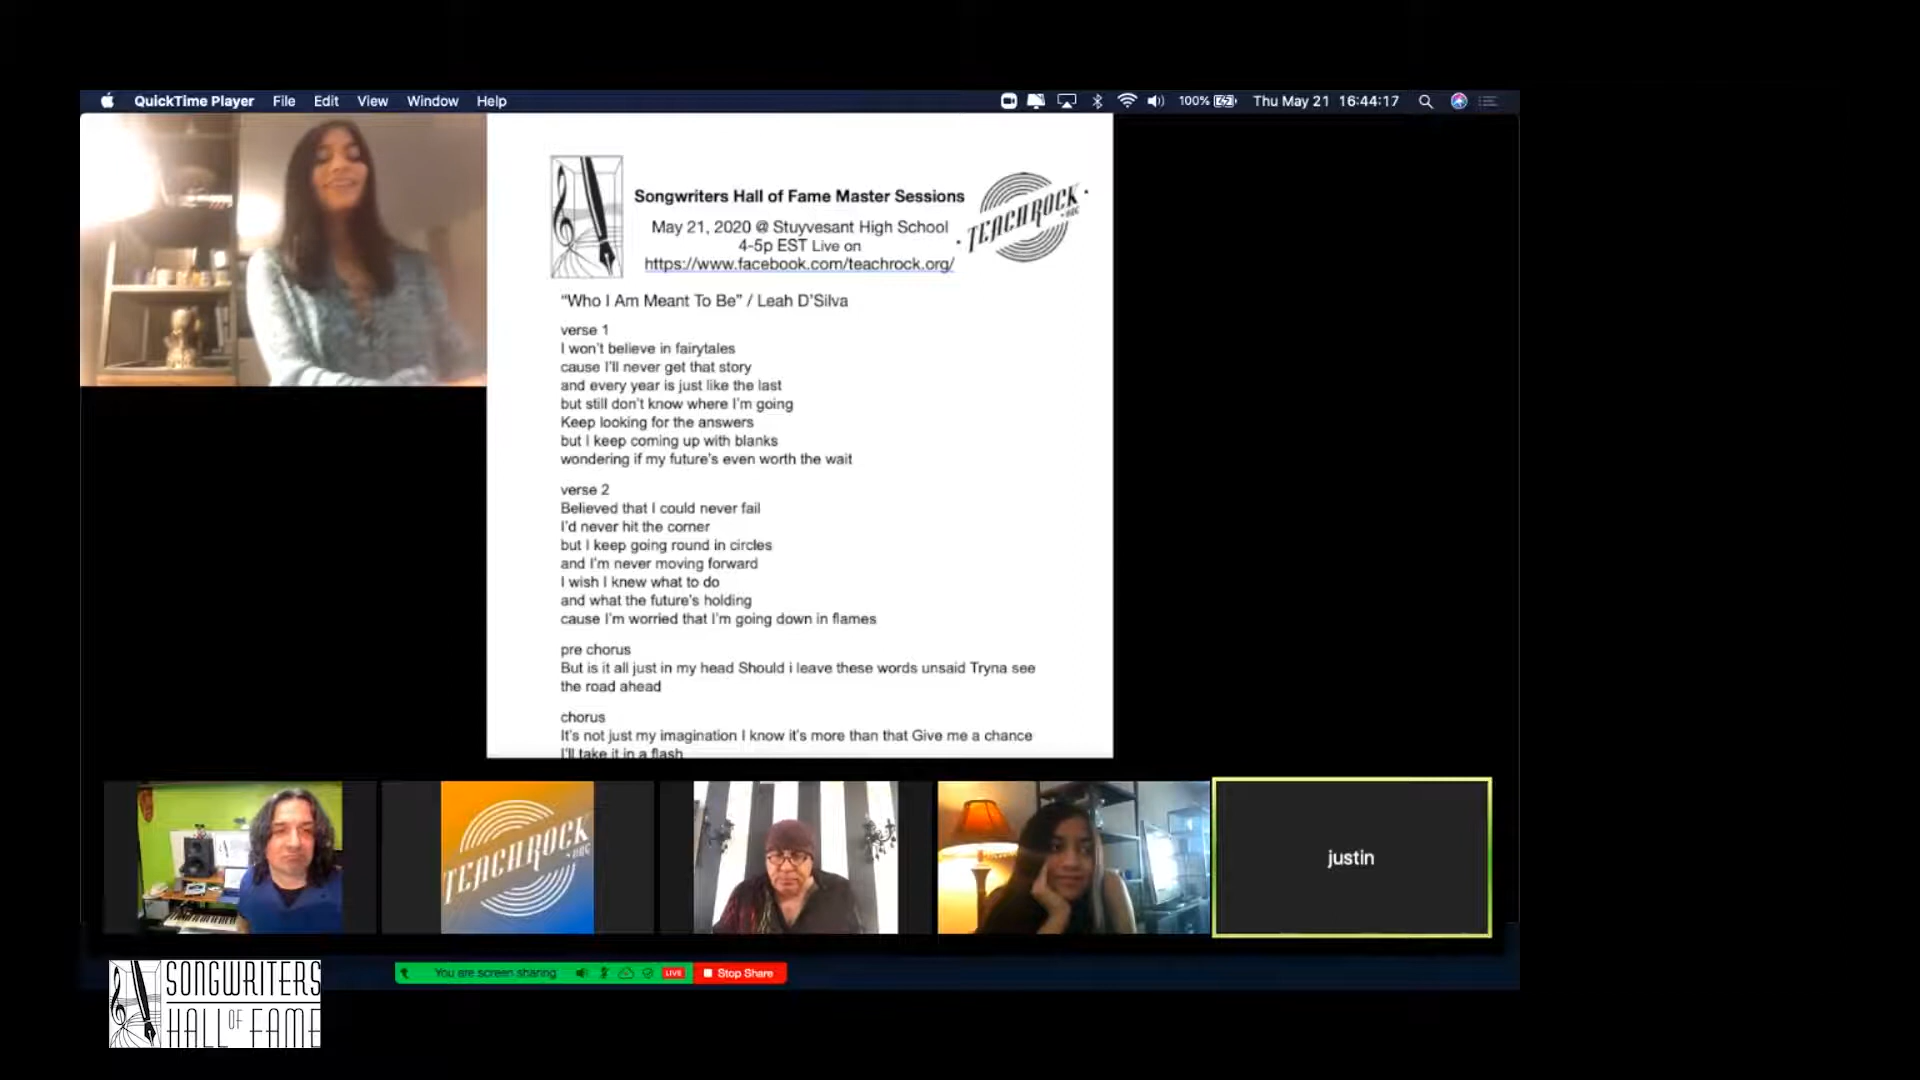 QuickTime Player File Edit View Window Help 100% Thu May 21 16:44:17
Songwriters Hall of Fame Master Sessions
May 21, 2020 @ Stuyvesant High School
4-5p EST Live on
https://www.facebook.com/teachrock.org/
TEACHROCK
.ORG
“Who I Am Meant To Be” / Leah D’Silva
verse 1
I won’t believe in fairytales
cause I’ll never get that story
and every year is just like the last
but still don’t know where I’m going
Keep looking for the answers
but I keep coming up with blanks
wondering if my future’s even worth the wait
verse 2
Believed that I could never fail
I’d never hit the corner
but I keep going round in circles
and I’m never moving forward
I wish I knew what to do
and what the future’s holding
cause I’m worried that I’m going down in flames
pre chorus
But is it all just in my head Should i leave these words unsaid Tryna see
the road ahead
chorus
It’s not just my imagination I know it’s more than that Give me a chance
I’ll take it in a flash
TEACHROCK
.ORG
justin
You are screen sharing LIVE Stop Share
SONGWRITERS
HALL OF FAME